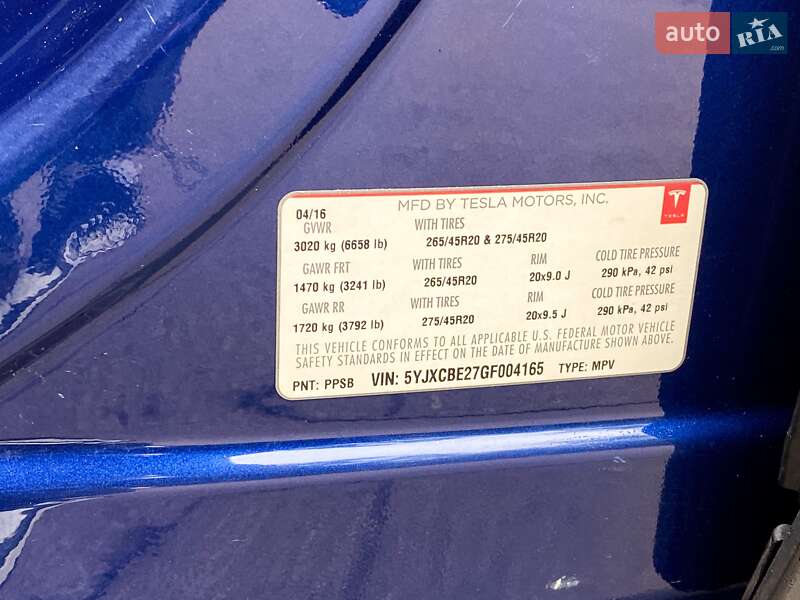 auto RIA .com
MFD BY TESLA MOTORS, INC.
TESLA
04/16
GVWR WITH TIRES
3020 kg (6658 lb) 265/45R20 & 275/45R20
GAWR FRT WITH TIRES RIM COLD TIRE PRESSURE
1470 kg (3241 lb) 265/45R20 20x9.0 J 290 kPa, 42 psi
GAWR RR WITH TIRES RIM COLD TIRE PRESSURE
1720 kg (3792 lb) 275/45R20 20x9.5 J 290 kPa, 42 psi
THIS VEHICLE CONFORMS TO ALL APPLICABLE U.S. FEDERAL MOTOR VEHICLE
SAFETY STANDARDS IN EFFECT ON THE DATE OF MANUFACTURE SHOWN ABOVE.
PNT: PPSB VIN: 5YJXCBE27GF004165 TYPE: MPV